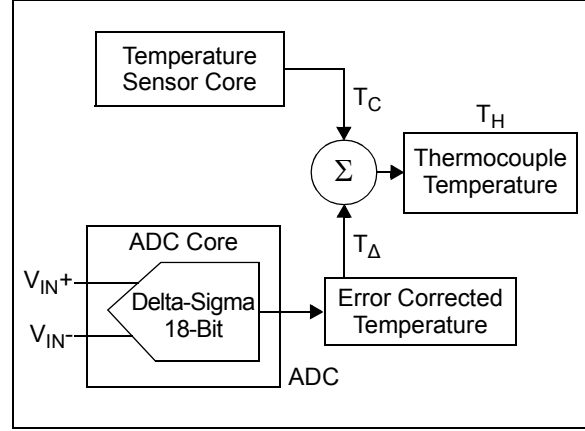 Temperature
Sensor Core
T_C
T_H
Σ
Thermocouple
Temperature
ADC Core
T_Δ
V_IN+
Delta-Sigma
18-Bit
V_IN-
Error Corrected
Temperature
ADC